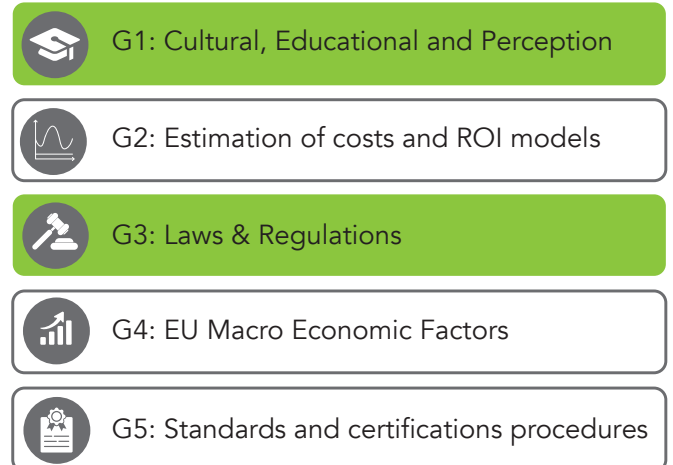 G1: Cultural, Educational and Perception
G2: Estimation of costs and ROI models
G3: Laws & Regulations
G4: EU Macro Economic Factors
G5: Standards and certifications procedures